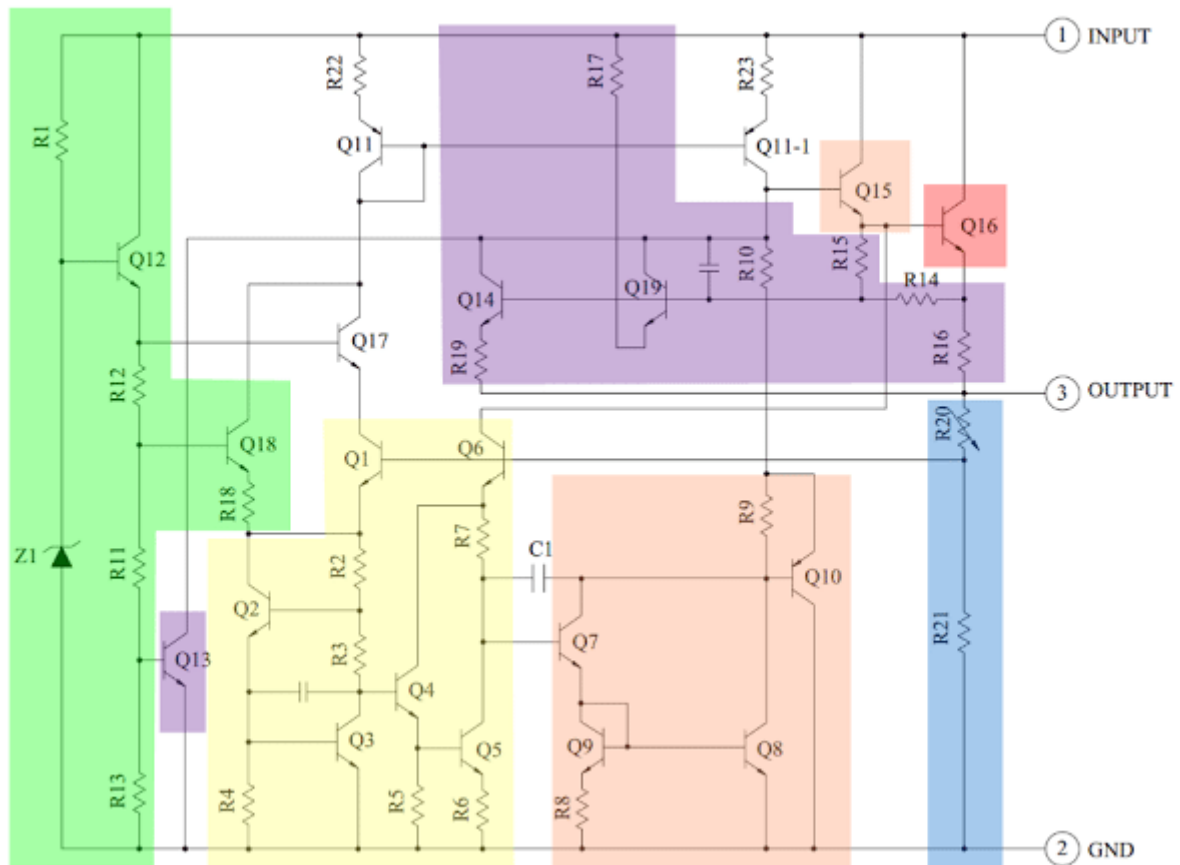 1 INPUT
R22
R17
R23
R1
Q11
Q11-1
Q15
Q16
Q12
R15
R10
R14
Q14
Q19
Q17
R19
R16
R12
3 OUTPUT
R20
Q18
Q1
Q6
R18
R7
R9
Z1
R11
R2
C1
Q10
Q2
Q7
R21
R3
Q13
Q4
Q3
Q5
Q9
Q8
R13
R4
R5
R6
R8
2 GND